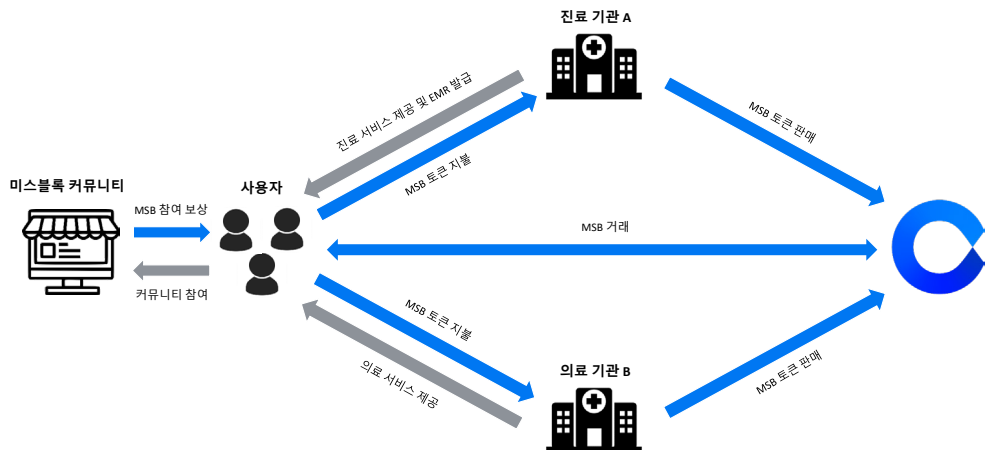 진료 기관 A
진료 서비스 제공 및 EMR 발급
MSB 토큰 지불
MSB 토큰 판매
미스블록 커뮤니티
사용자
MSB 참여 보상
커뮤니티 참여
MSB 거래
MSB 토큰 지불
의료 서비스 제공
의료 기관 B
MSB 토큰 판매